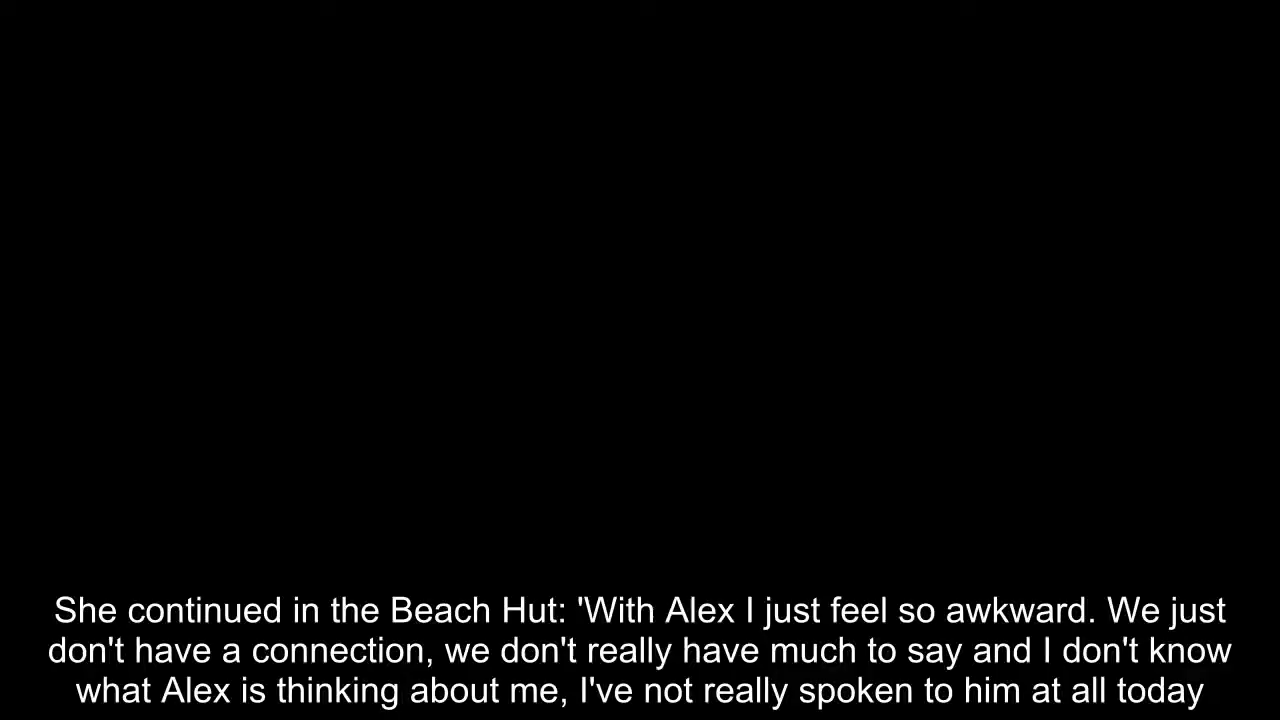 She continued in the Beach Hut: 'With Alex I just feel so awkward. We just
don't have a connection, we don't really have much to say and I don't know
what Alex is thinking about me, I've not really spoken to him at all today